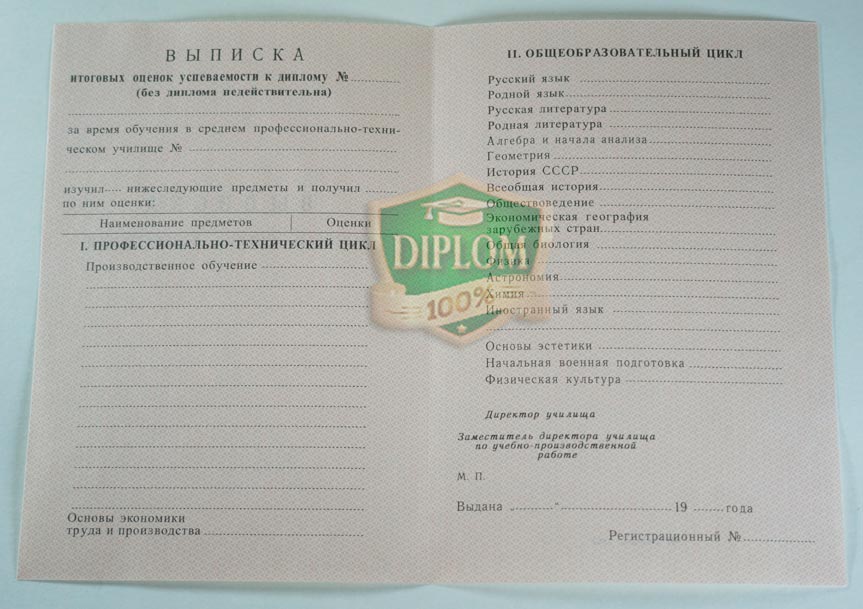 ВЫПИСКА
итоговых оценок успеваемости к диплому №
(без диплома недействительна)
за время обучения в среднем профессионально-техни-
ческом училище №
изучил нижеследующие предметы и получил
по ним оценки:
Наименование предметов Оценки
I. ПРОФЕССИОНАЛЬНО-ТЕХНИЧЕСКИЙ ЦИКЛ
Производственное обучение
Основы экономики
труда и производства
II. ОБЩЕОБРАЗОВАТЕЛЬНЫЙ ЦИКЛ
Русский язык
Родной язык
Русская литература
Родная литература
Алгебра и начала анализа
Геометрия
История СССР
Всеобщая история
Обществоведение
Экономическая география
зарубежных стран
Общая биология
Физика
Астрономия
Химия
Иностранный язык
Основы эстетики
Начальная военная подготовка
Физическая культура
Директор училища
Заместитель директора училища
по учебно-производственной
работе
М. П.
Выдана „ “ 19 года
Регистрационный №
DIPLOM
100%